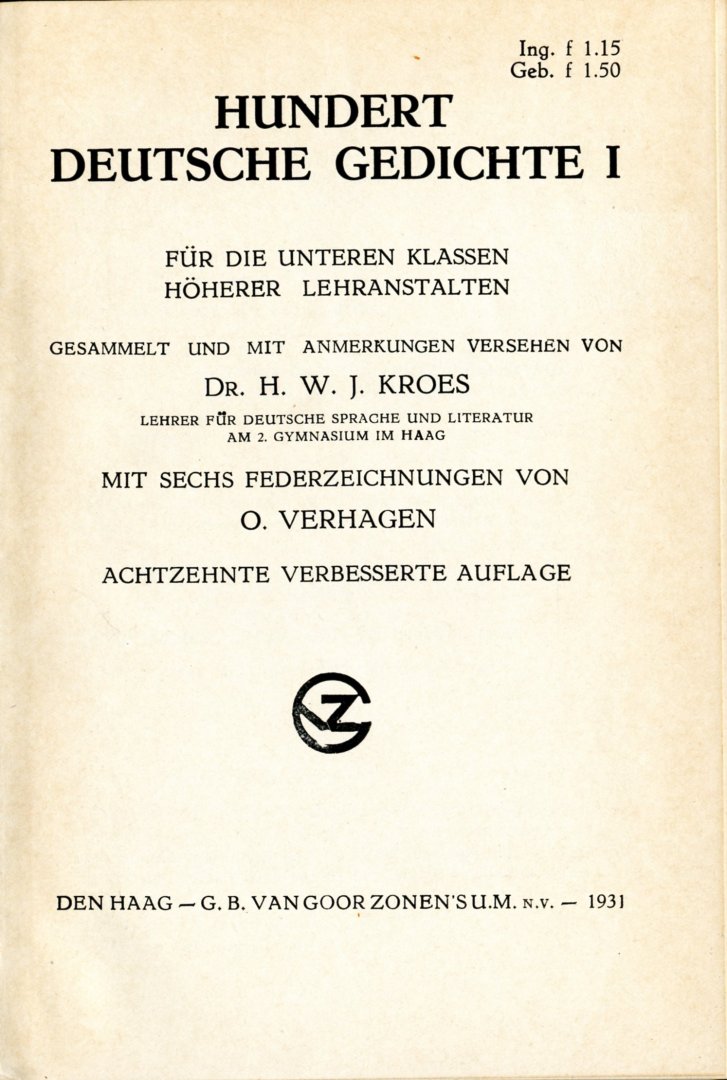 Ing. f 1.15
Geb. f 1.50
HUNDERT
DEUTSCHE GEDICHTE I
FÜR DIE UNTEREN KLASSEN
HÖHERER LEHRANSTALTEN
GESAMMELT UND MIT ANMERKUNGEN VERSEHEN VON
DR. H. W. J. KROES
LEHRER FÜR DEUTSCHE SPRACHE UND LITERATUR
AM 2. GYMNASIUM IM HAAG
MIT SECHS FEDERZEICHNUNGEN VON
O. VERHAGEN
ACHTZEHNTE VERBESSERTE AUFLAGE
GZ
DEN HAAG — G. B. VAN GOOR ZONEN'S U.M. N.V. — 1931